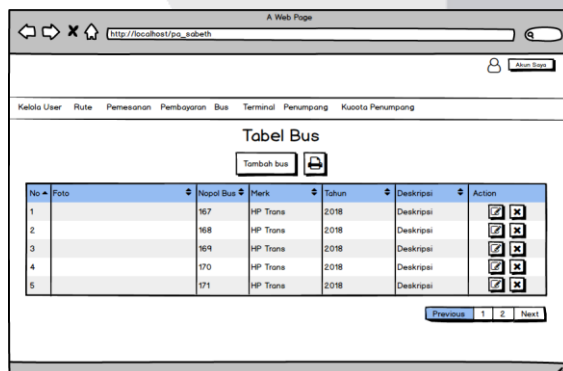 A Web Page
http://localhost/pa_sabeth
Akun Saya
Kelola User Rute Pemesanan Pembayaran Bus Terminal Penumpang Kuoota Penumpang
Tabel Bus
Tambah bus
No Foto Nopol Bus Merk Tahun Deskripsi Action
1 167 HP Trans 2018 Deskripsi
2 168 HP Trans 2018 Deskripsi
3 169 HP Trans 2018 Deskripsi
4 170 HP Trans 2018 Deskripsi
5 171 HP Trans 2018 Deskripsi
Previous 1 2 Next